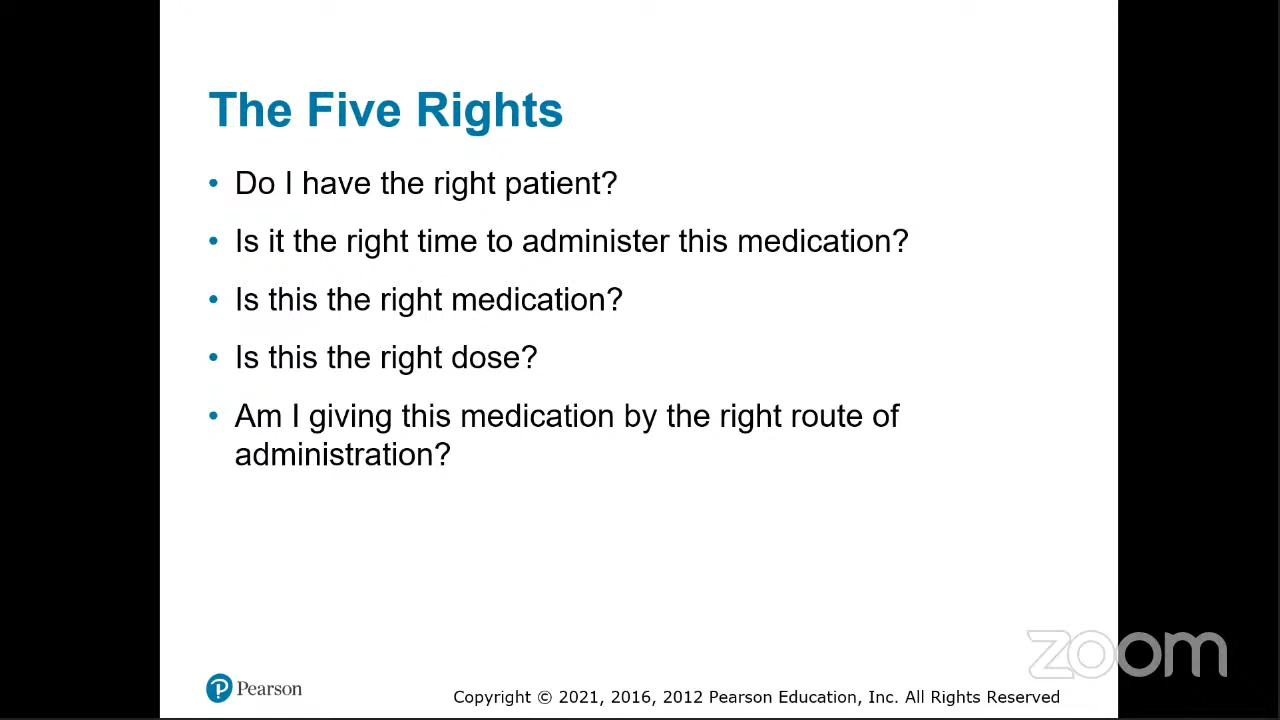 The Five Rights
• Do I have the right patient?
• Is it the right time to administer this medication?
• Is this the right medication?
• Is this the right dose?
• Am I giving this medication by the right route of
administration?
zoom
Pearson
Copyright © 2021, 2016, 2012 Pearson Education, Inc. All Rights Reserved